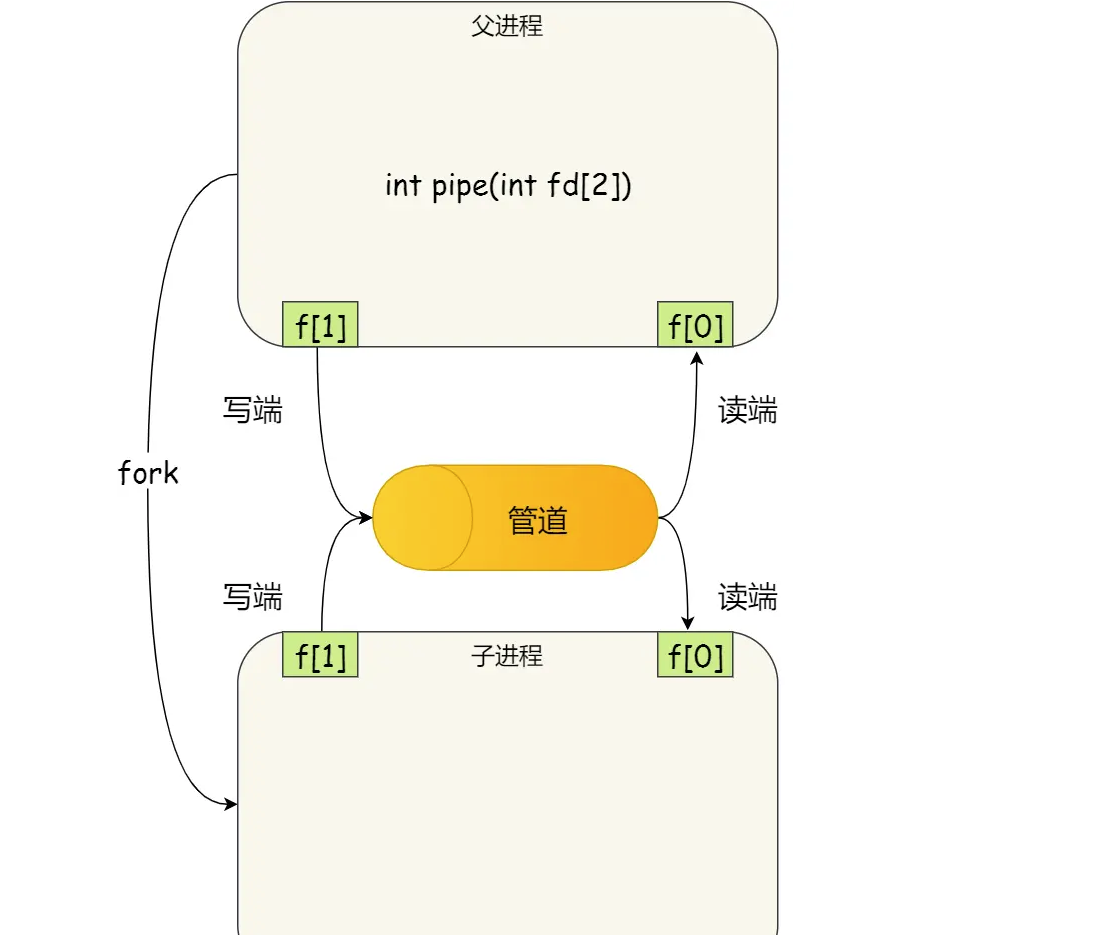 父进程
int pipe(int fd[2])
f[1]
f[0]
写端
读端
fork
管道
写端
读端
f[1]
子进程
f[0]